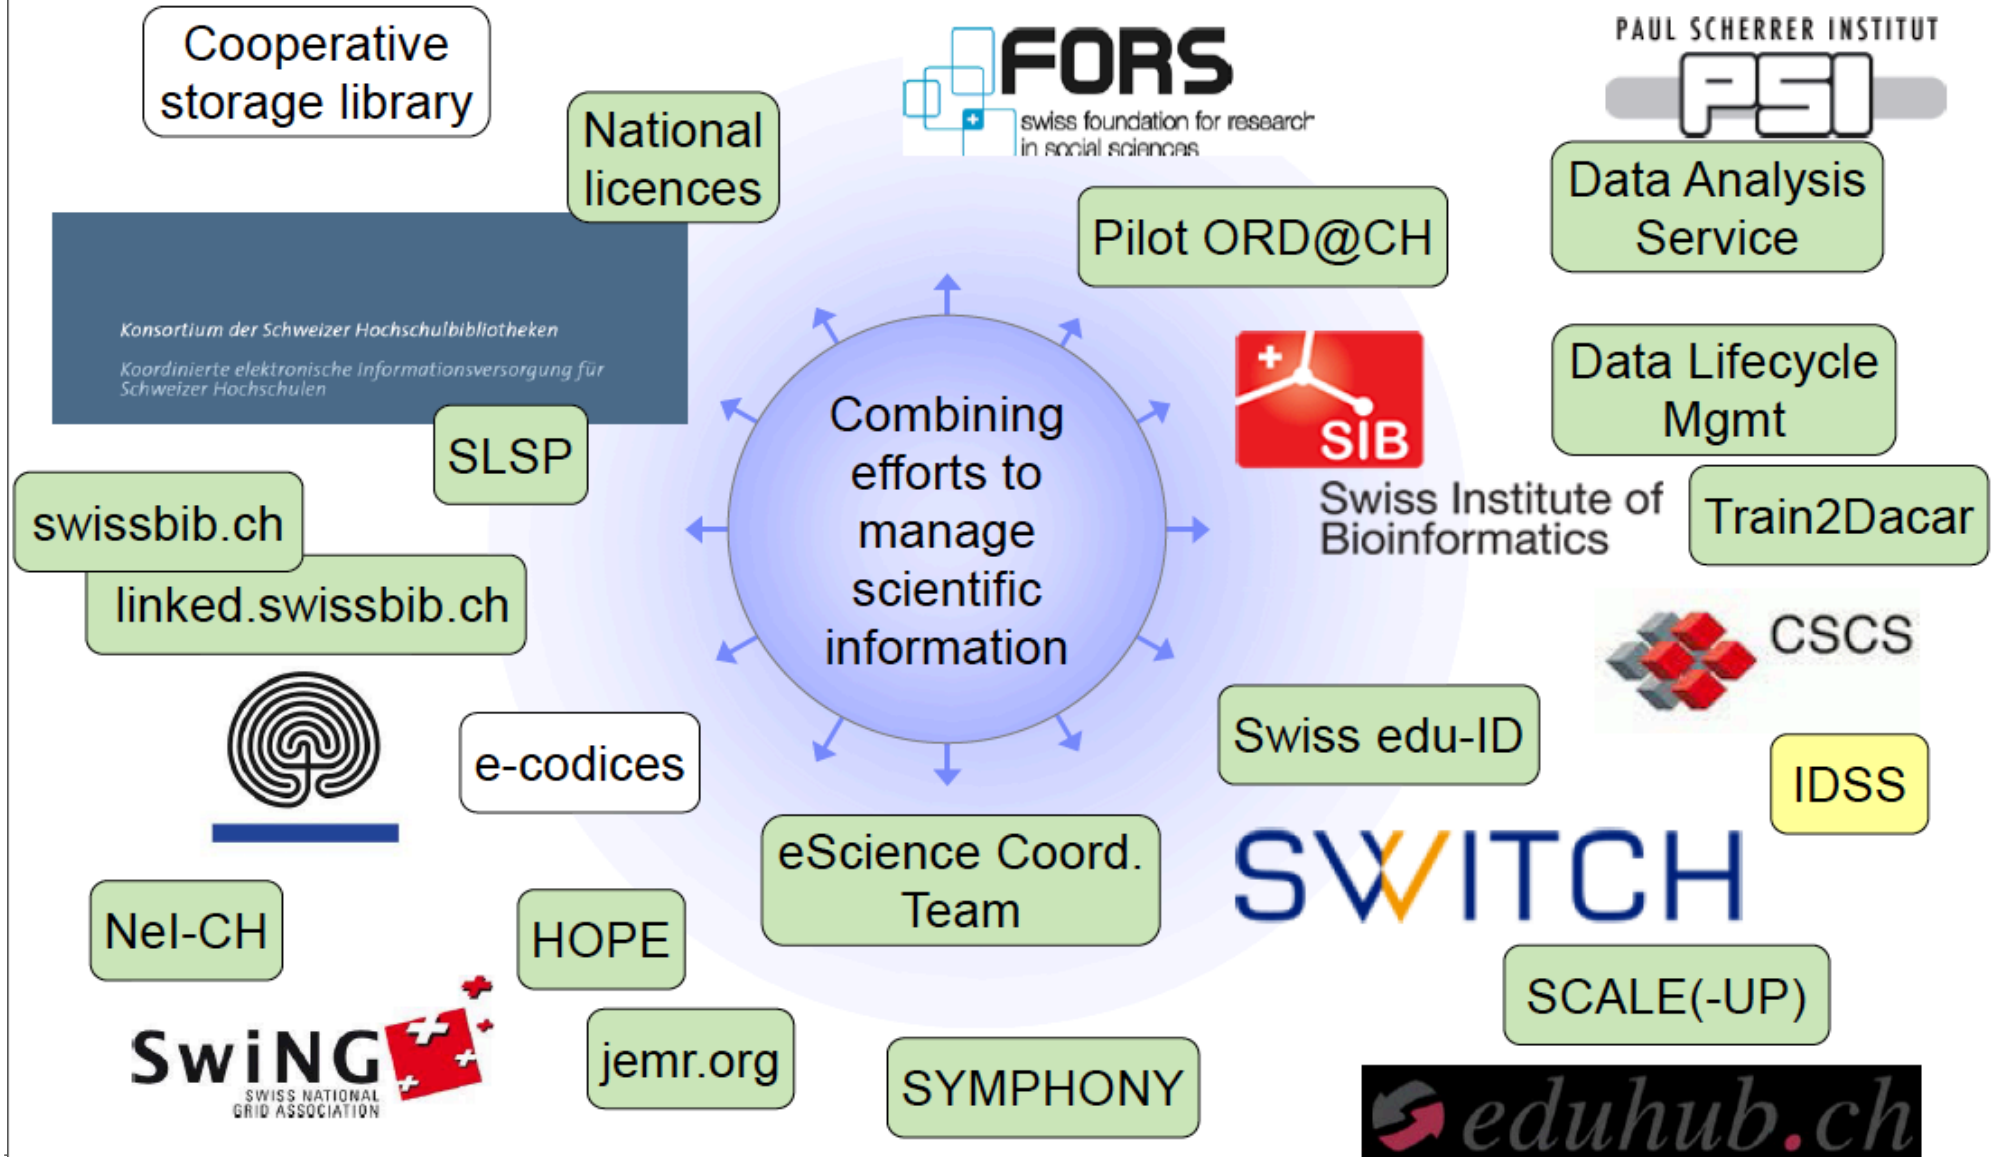 Cooperative
storage library
National
licences
FORS
swiss foundation for research
in social sciences
PAUL SCHERRER INSTITUT
PSI
Data Analysis
Service
Pilot ORD@CH
Konsortium der Schweizer Hochschulbibliotheken
Koordinierte elektronische Informationsversorgung für
Schweizer Hochschulen
SLSP
swissbib.ch
linked.swissbib.ch
Combining
efforts to
manage
scientific
information
SIB
Swiss Institute of
Bioinformatics
Data Lifecycle
Mgmt
Train2Dacar
CSCS
e-codices
Swiss edu-ID
IDSS
SWITCH
eScience Coord.
Team
NeI-CH
HOPE
SwiNG
SWISS NATIONAL
GRID ASSOCIATION
jemr.org
SYMPHONY
SCALE(-UP)
eduhub.ch